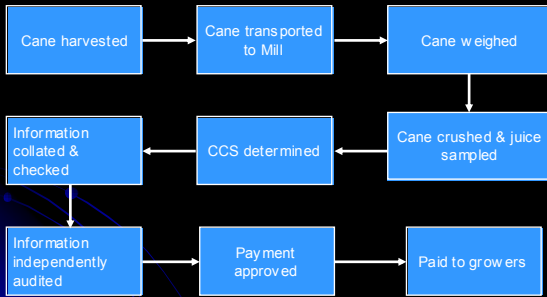 Cane harvested
Cane transported
to Mill
Cane weighed
Cane crushed & juice
sampled
CCS determined
Information
collated &
checked
Information
independently
audited
Payment
approved
Paid to growers